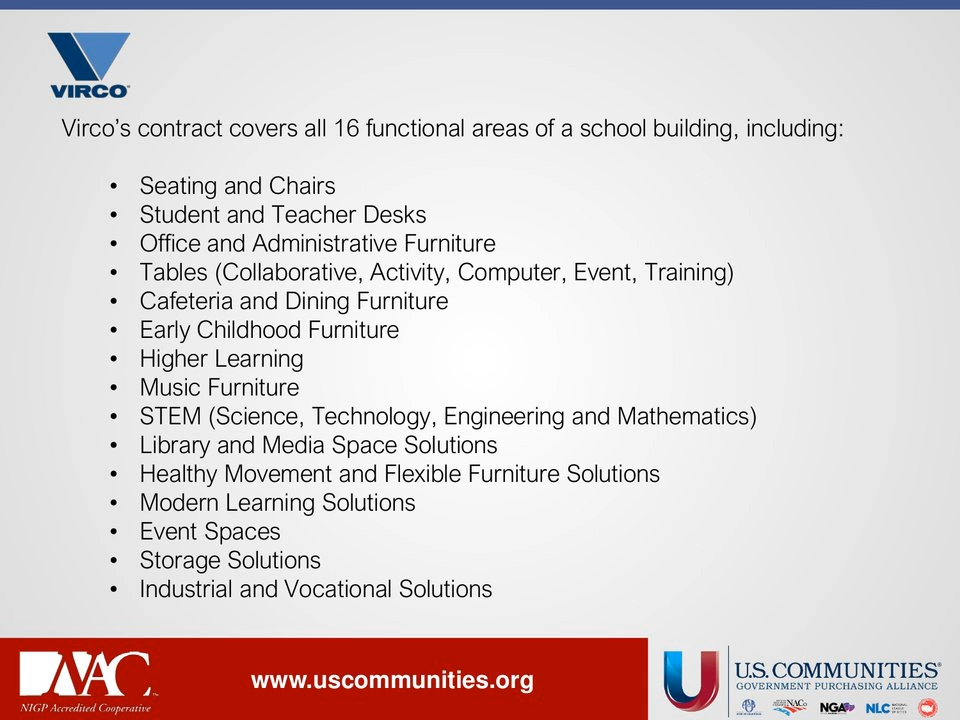 VIRCO
Virco's contract covers all 16 functional areas of a school building, including:
• Seating and Chairs
• Student and Teacher Desks
• Office and Administrative Furniture
• Tables (Collaborative, Activity, Computer, Event, Training)
• Cafeteria and Dining Furniture
• Early Childhood Furniture
• Higher Learning
• Music Furniture
• STEM (Science, Technology, Engineering and Mathematics)
• Library and Media Space Solutions
• Healthy Movement and Flexible Furniture Solutions
• Modern Learning Solutions
• Event Spaces
• Storage Solutions
• Industrial and Vocational Solutions
NAC™
NIGP Accredited Cooperative
www.uscommunities.org
U.S. COMMUNITIES®
GOVERNMENT PURCHASING ALLIANCE
NACo NGA NLC